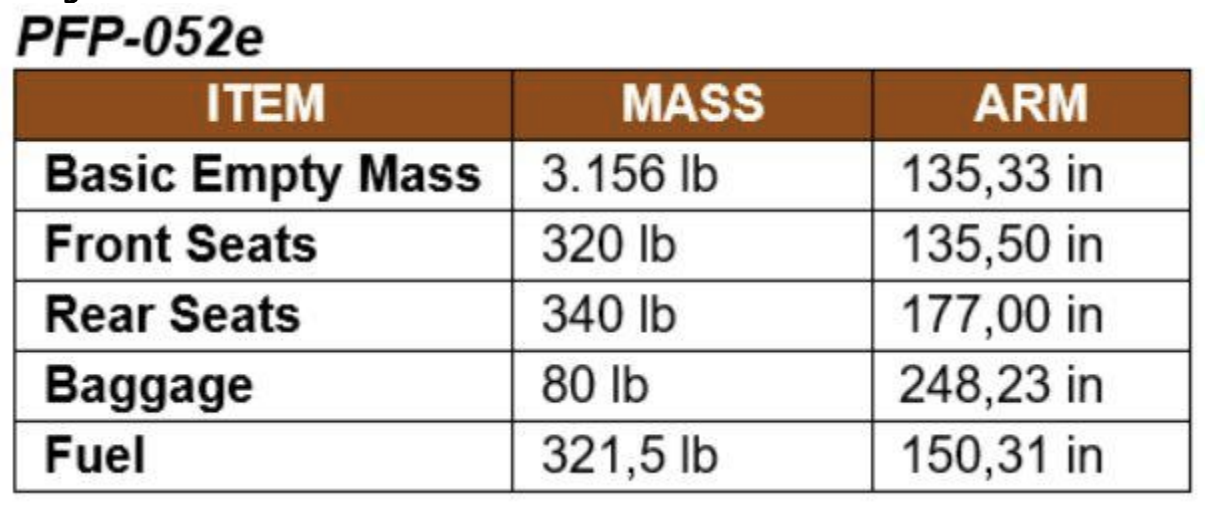 PFP-052e
ITEM MASS ARM
Basic Empty Mass 3.156 lb 135,33 in
Front Seats 320 lb 135,50 in
Rear Seats 340 lb 177,00 in
Baggage 80 lb 248,23 in
Fuel 321,5 lb 150,31 in